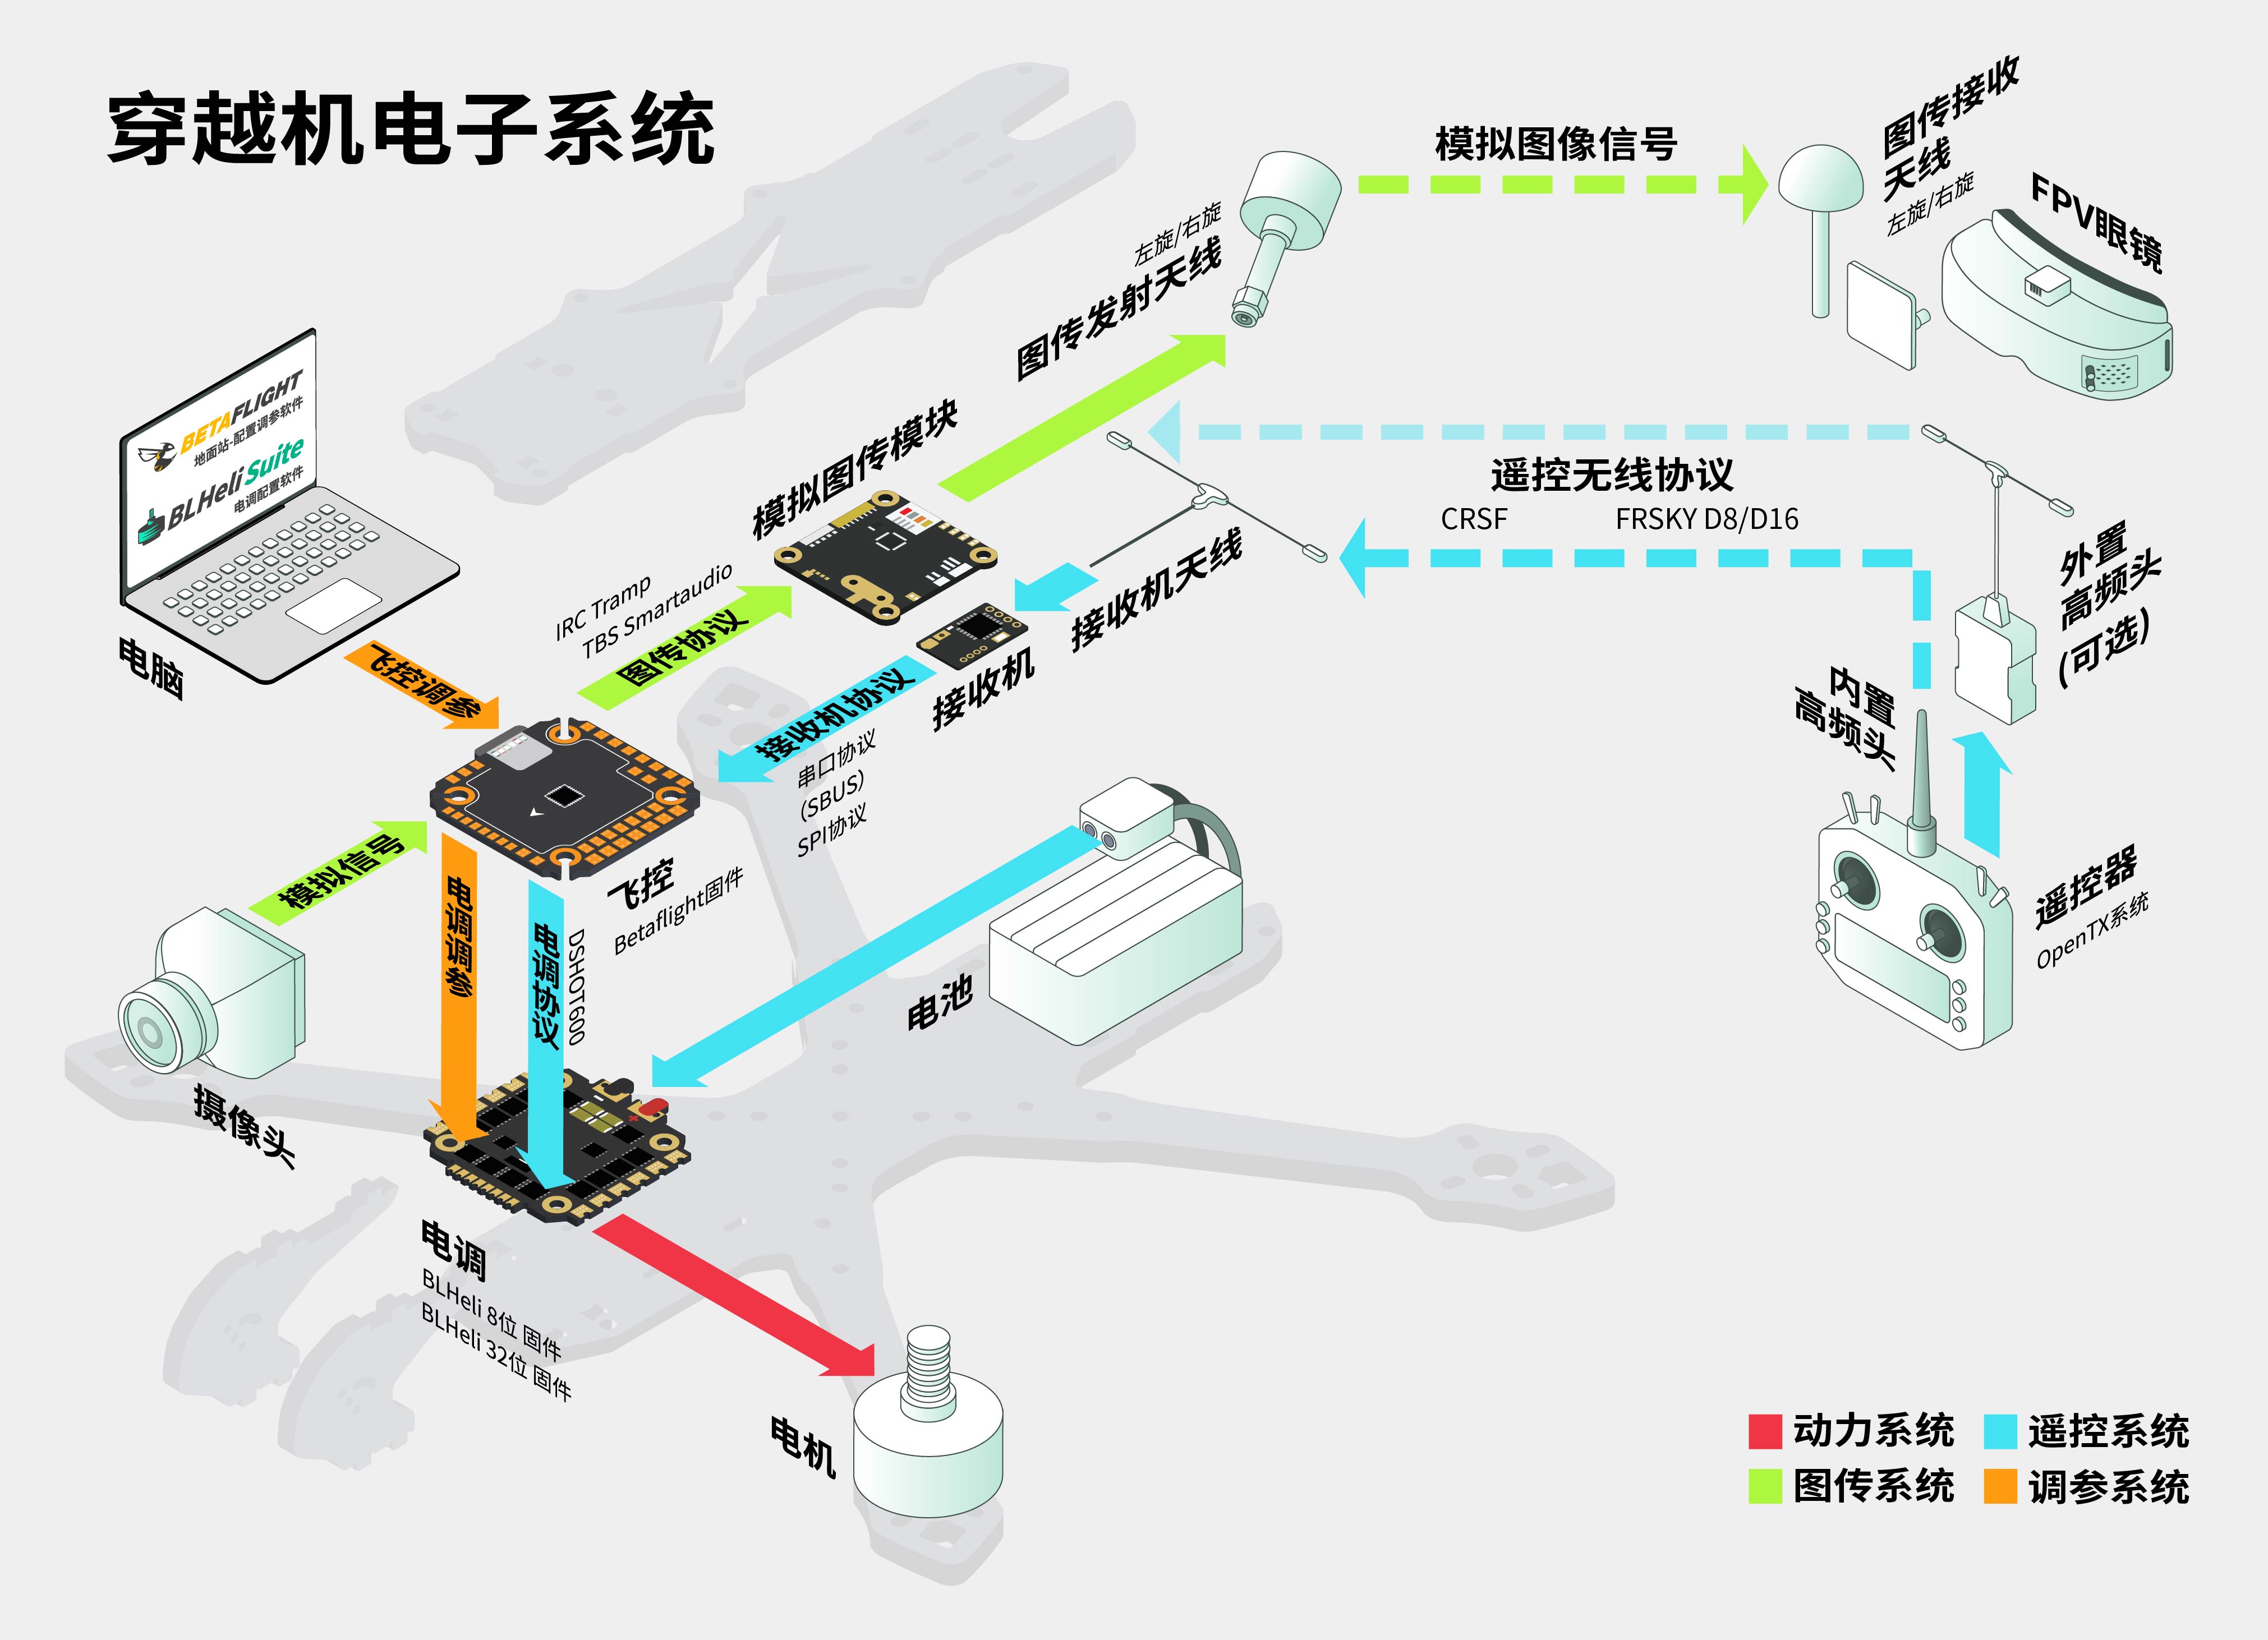 穿越机电子系统
模拟图像信号
图传接收
天线
左旋/右旋
FPV眼镜
左旋/右旋
图传发射天线
BETAFLIGHT
地面站-配置调参软件
BLHeli Suite
电调配置软件
电脑
模拟图传模块
遥控无线协议
CRSF
FRSKY D8/D16
接收机天线
外置
高频头
(可选)
IRC Tramp
TBS Smartaudio
图传协议
飞控调参
接收机
接收机协议
串口协议
(SBUS)
SPI协议
内置
高频头
模拟信号
飞控
Betaflight固件
电调调参
电调协议
DSHOT600
电池
遥控器
OpenTX系统
摄像头
电调
BLHeli 8位 固件
BLHeli 32位 固件
电机
动力系统
遥控系统
图传系统
调参系统